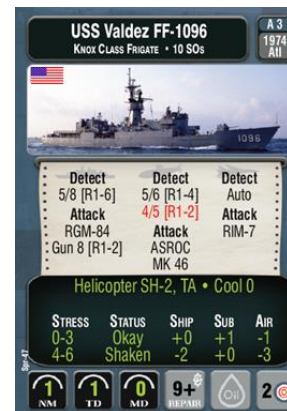 USS Valdez FF-1096
Knox Class Frigate • 10 SOs
A 3
1974
Atl
1096
Detect Detect Detect
5/8 [R1-6] 5/6 [R1-4] Auto
Attack 4/5 [R1-2] Attack
RGM-84 Attack RIM-7
Gun 8 [R1-2] ASROC
MK 46
Helicopter SH-2, TA • Cool 0
Stress Status Ship Sub Air
0-3 Okay +0 +1 -1
4-6 Shaken -2 +0 -3
Spr-47
1 1 0 9+ Oil 2
NM TD MD REPAIR